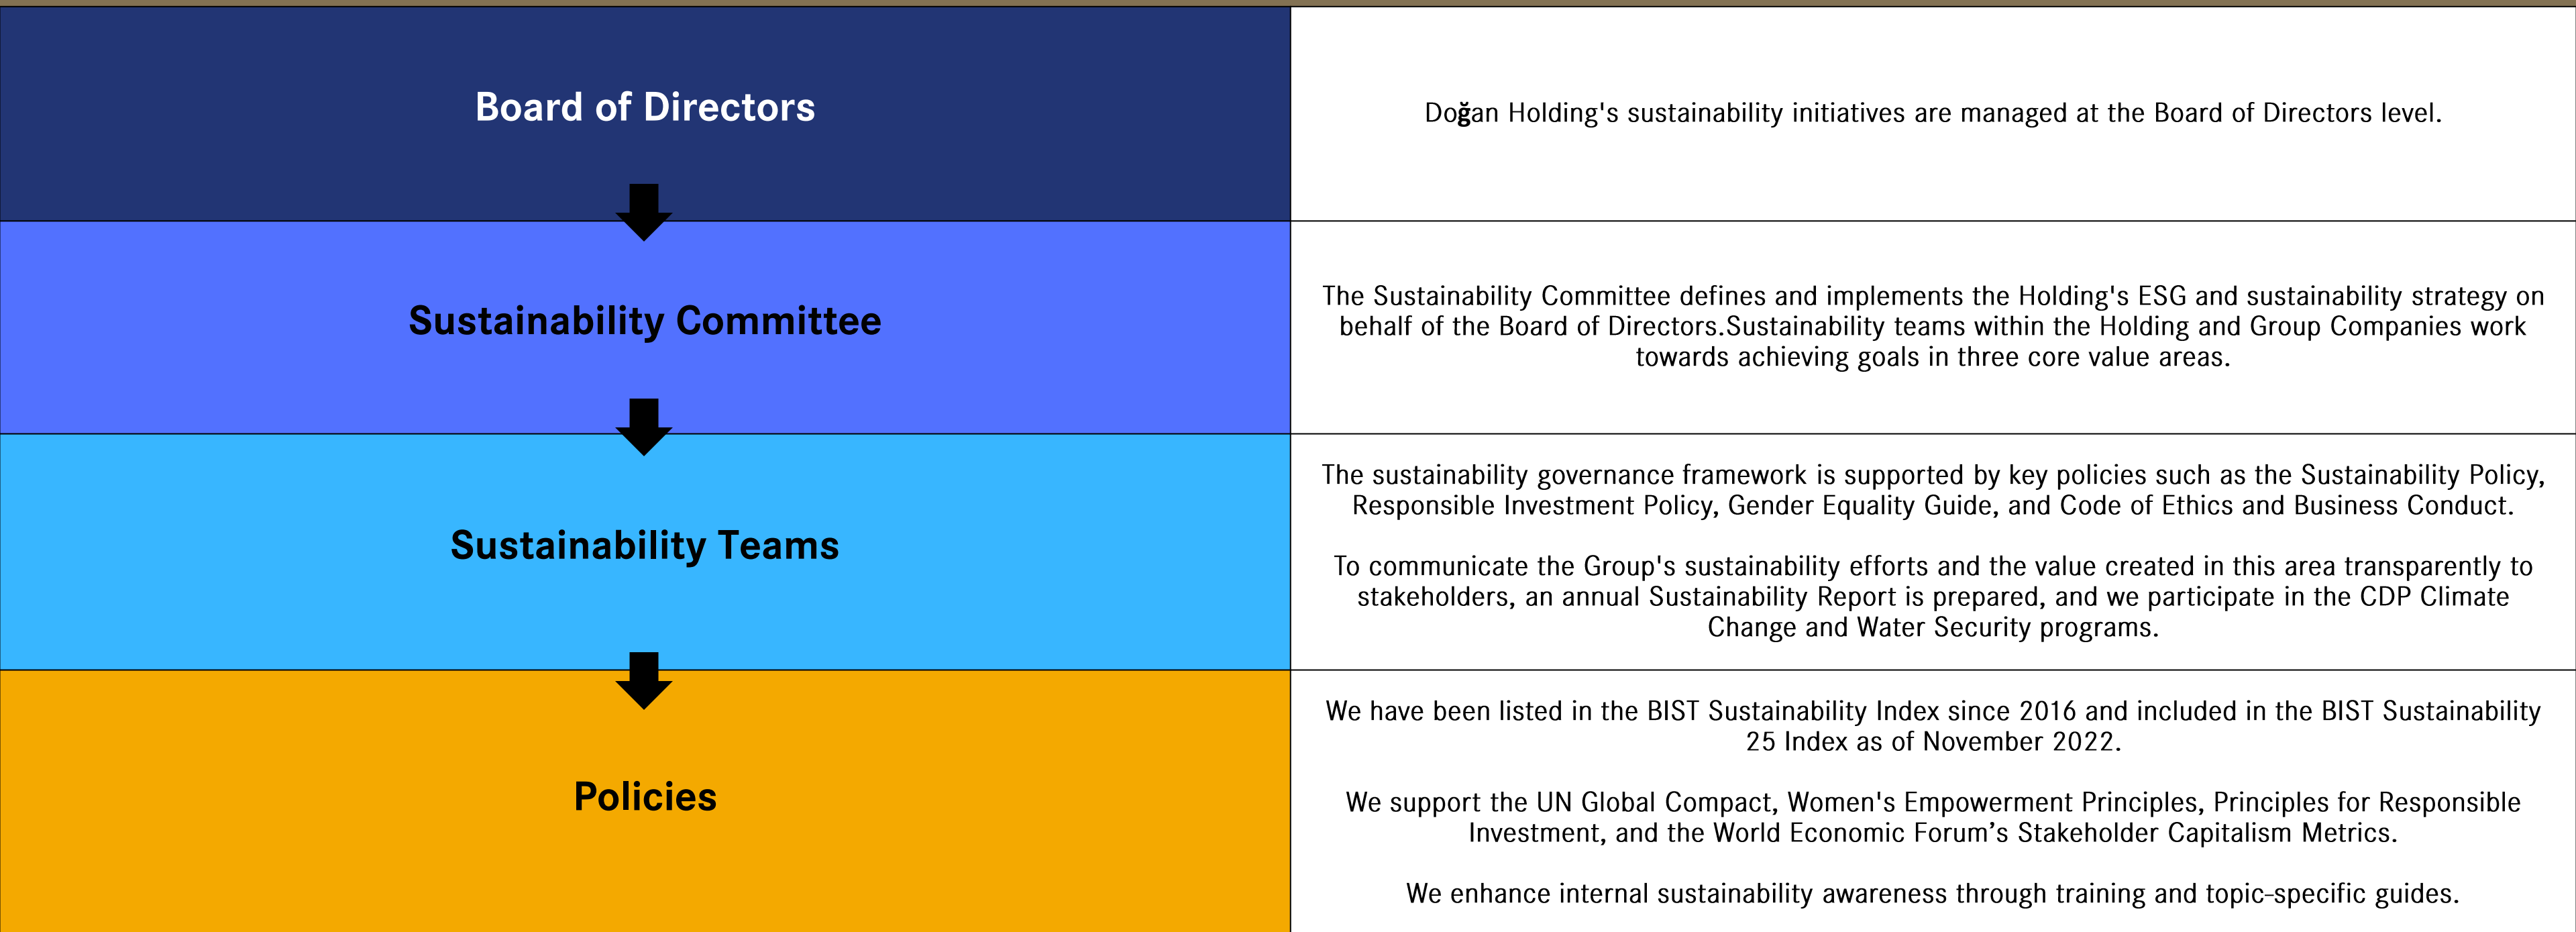 Board of Directors
Doğan Holding's sustainability initiatives are managed at the Board of Directors level.
Sustainability Committee
The Sustainability Committee defines and implements the Holding's ESG and sustainability strategy on
behalf of the Board of Directors.Sustainability teams within the Holding and Group Companies work
towards achieving goals in three core value areas.
Sustainability Teams
The sustainability governance framework is supported by key policies such as the Sustainability Policy,
Responsible Investment Policy, Gender Equality Guide, and Code of Ethics and Business Conduct.
To communicate the Group's sustainability efforts and the value created in this area transparently to
stakeholders, an annual Sustainability Report is prepared, and we participate in the CDP Climate
Change and Water Security programs.
Policies
We have been listed in the BIST Sustainability Index since 2016 and included in the BIST Sustainability
25 Index as of November 2022.
We support the UN Global Compact, Women's Empowerment Principles, Principles for Responsible
Investment, and the World Economic Forum’s Stakeholder Capitalism Metrics.
We enhance internal sustainability awareness through training and topic-specific guides.